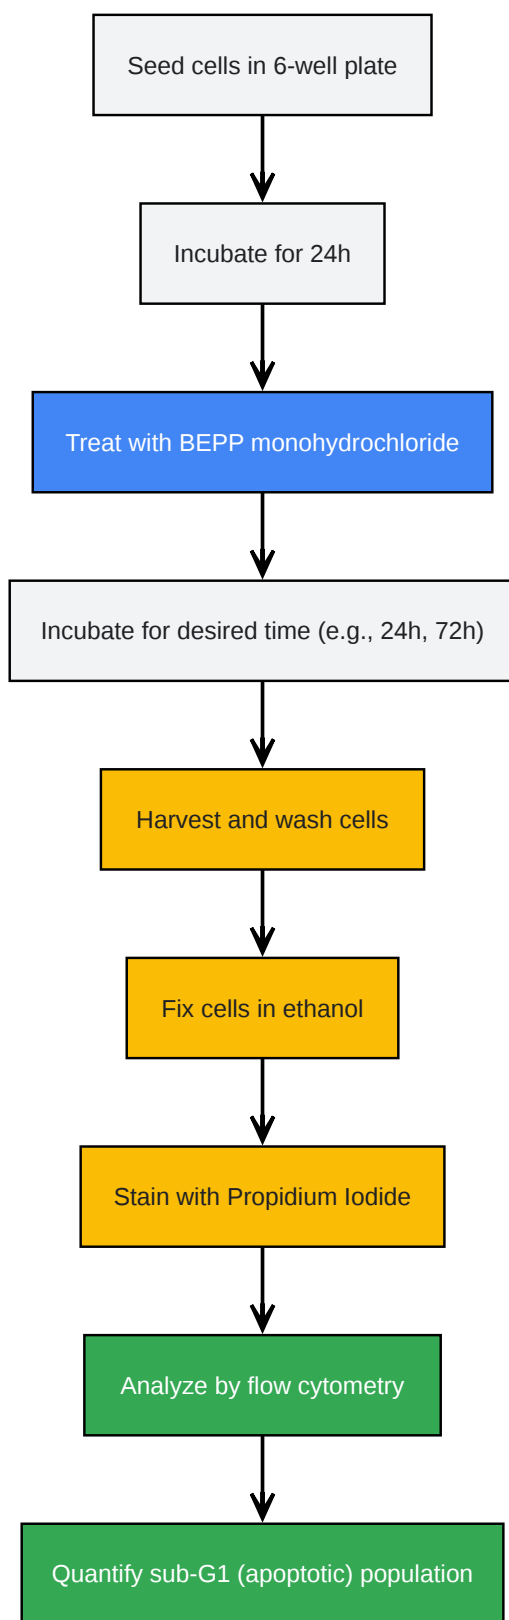 Seed cells in 6-well plate
Incubate for 24h
Treat with BEPP monohydrochloride
Incubate for desired time (e.g., 24h, 72h)
Harvest and wash cells
Fix cells in ethanol
Stain with Propidium Iodide
Analyze by flow cytometry
Quantify sub-G1 (apoptotic) population